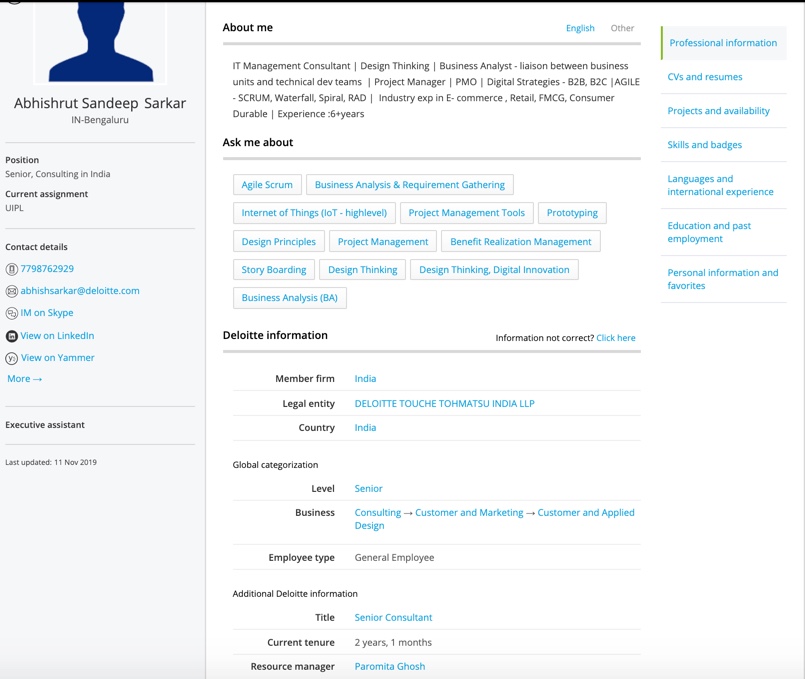 Abhishrut Sandeep Sarkar
IN-Bengaluru
Position
Senior, Consulting in India
Current assignment
UIPL
Contact details
7798762929
abhishsarkar@deloitte.com
IM on Skype
View on LinkedIn
View on Yammer
More →
Executive assistant
Last updated: 11 Nov 2019
About me
English Other
IT Management Consultant | Design Thinking | Business Analyst - liaison between business
units and technical dev teams | Project Manager | PMO | Digital Strategies - B2B, B2C |AGILE
- SCRUM, Waterfall, Spiral, RAD | Industry exp in E- commerce , Retail, FMCG, Consumer
Durable | Experience :6+years
Ask me about
Agile Scrum Business Analysis & Requirement Gathering
Internet of Things (IoT - highlevel) Project Management Tools Prototyping
Design Principles Project Management Benefit Realization Management
Story Boarding Design Thinking Design Thinking, Digital Innovation
Business Analysis (BA)
Deloitte information
Information not correct? Click here
Member firm India
Legal entity DELOITTE TOUCHE TOHMATSU INDIA LLP
Country India
Global categorization
Level Senior
Business Consulting → Customer and Marketing → Customer and Applied
Design
Employee type General Employee
Additional Deloitte information
Title Senior Consultant
Current tenure 2 years, 1 months
Resource manager Paromita Ghosh
Professional information
CVs and resumes
Projects and availability
Skills and badges
Languages and
international experience
Education and past
employment
Personal information and
favorites